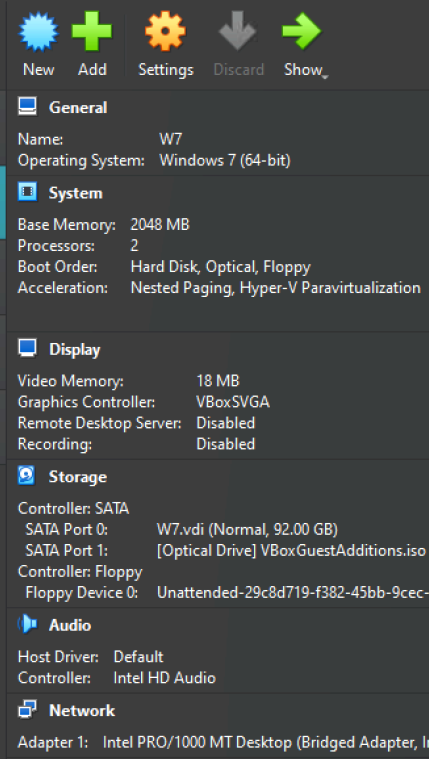 New Add Settings Discard Show
General
Name: W7
Operating System: Windows 7 (64-bit)
System
Base Memory: 2048 MB
Processors: 2
Boot Order: Hard Disk, Optical, Floppy
Acceleration: Nested Paging, Hyper-V Paravirtualization
Display
Video Memory: 18 MB
Graphics Controller: VBoxSVGA
Remote Desktop Server: Disabled
Recording: Disabled
Storage
Controller: SATA
SATA Port 0: W7.vdi (Normal, 92.00 GB)
SATA Port 1: [Optical Drive] VBoxGuestAdditions.iso
Controller: Floppy
Floppy Device 0: Unattended-29c8d719-f382-45bb-9cec-
Audio
Host Driver: Default
Controller: Intel HD Audio
Network
Adapter 1: Intel PRO/1000 MT Desktop (Bridged Adapter,